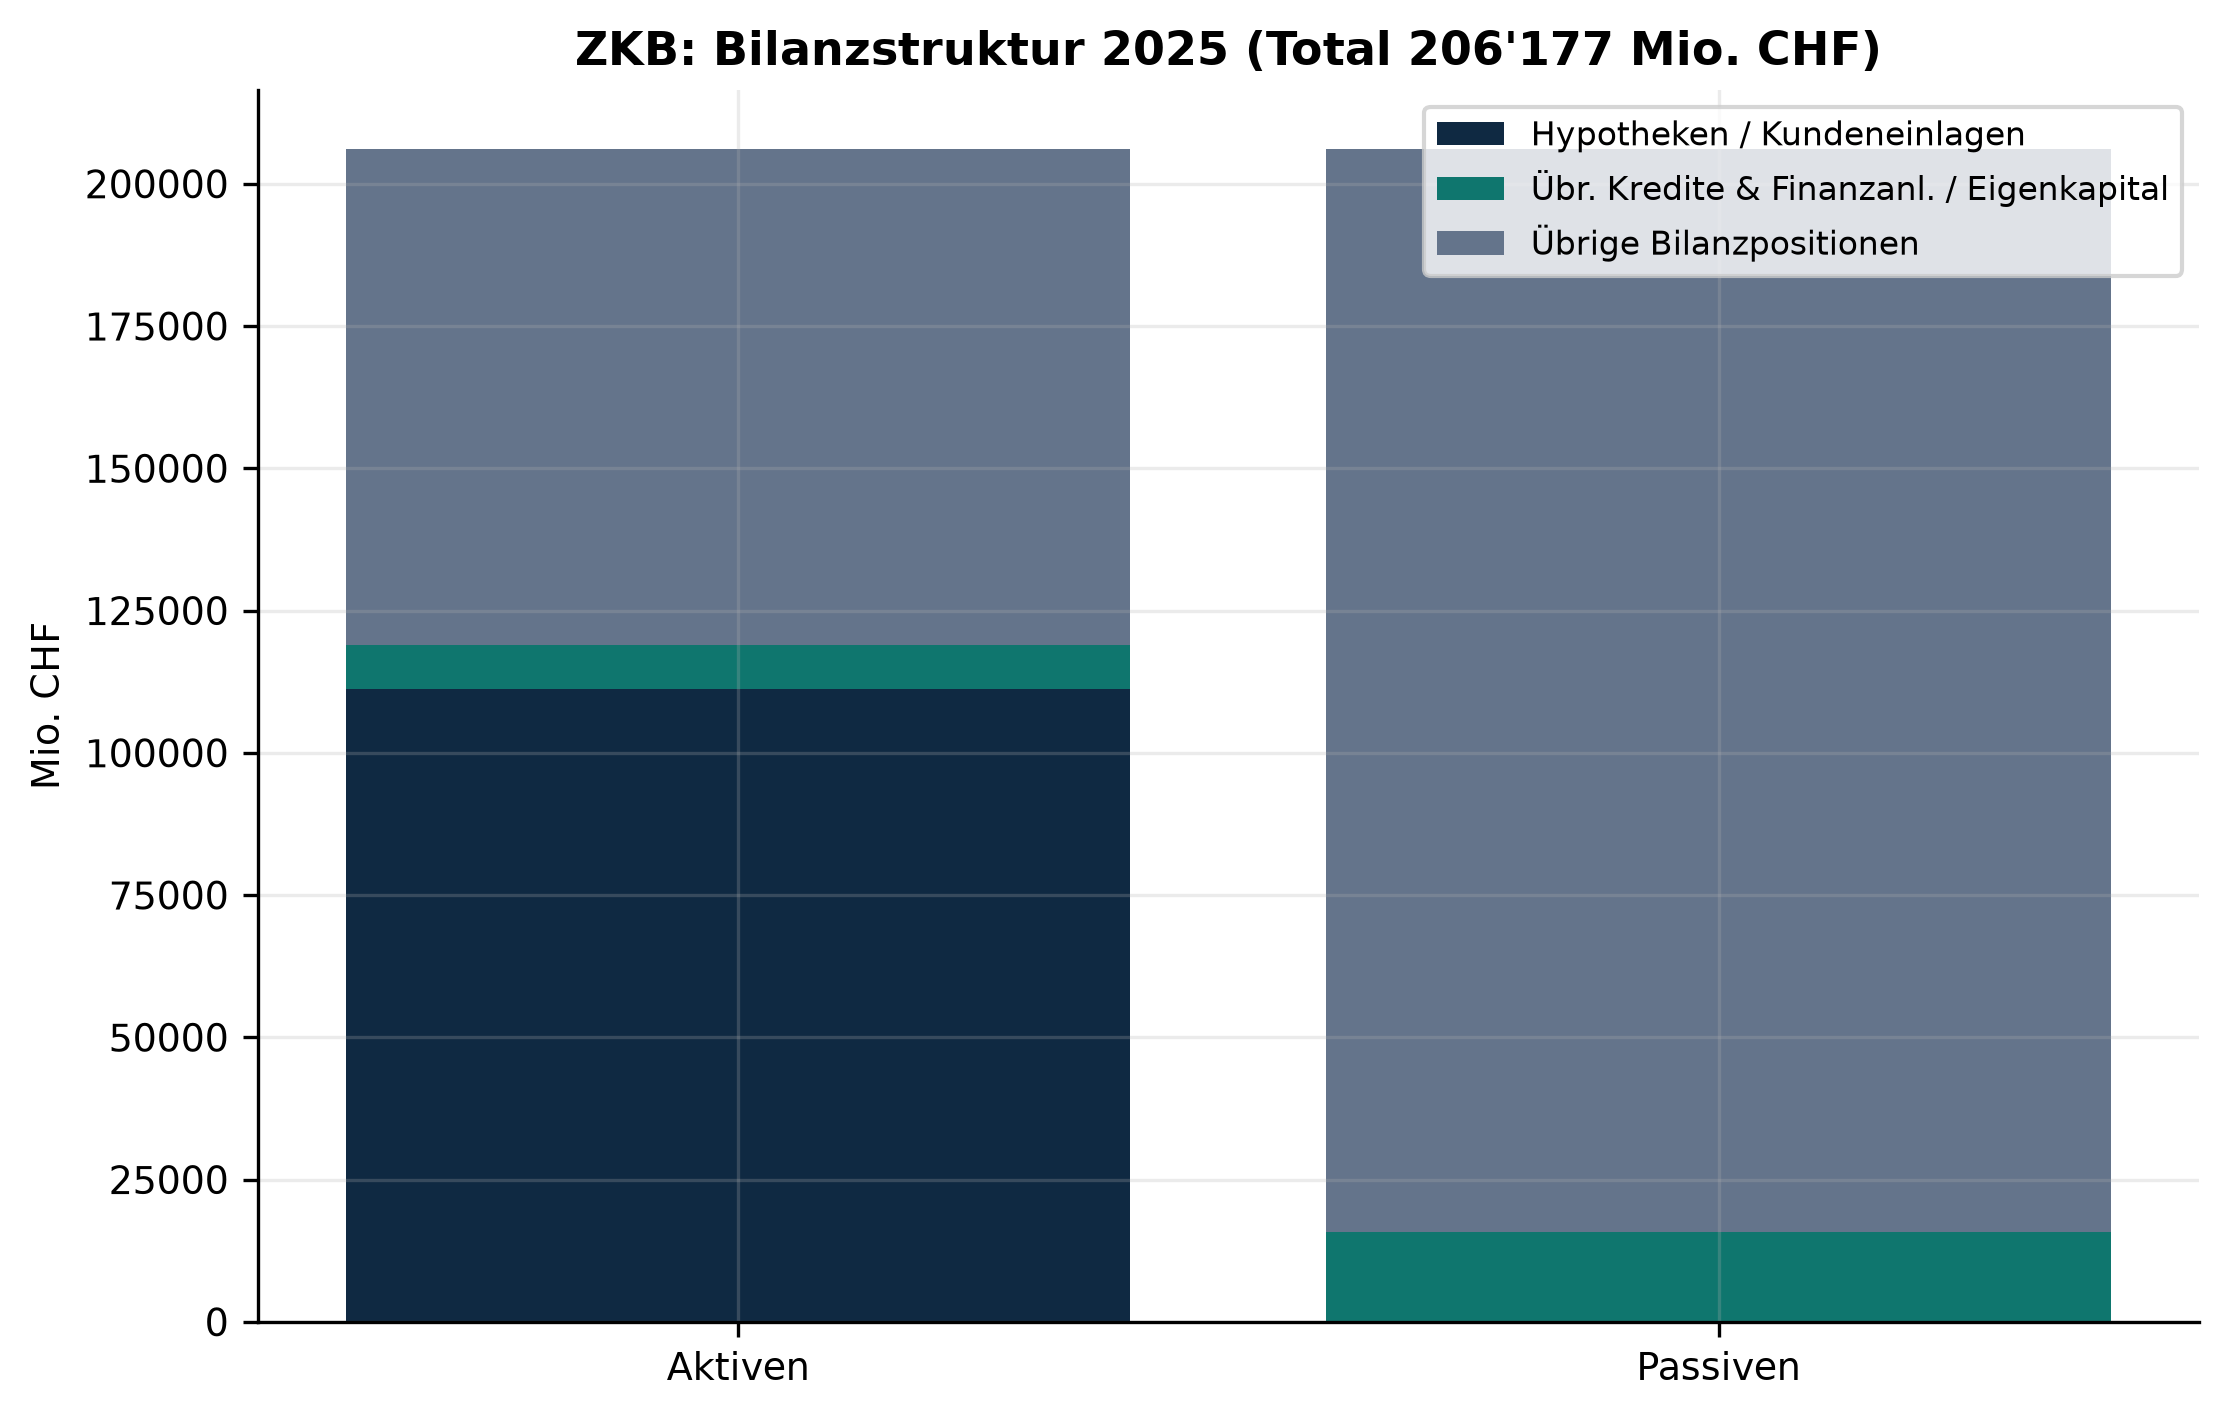 ZKB: Bilanzstruktur 2025 (Total 206'177 Mio. CHF)
Hypotheken / Kundeneinlagen
Übr. Kredite & Finanzanl. / Eigenkapital
Übrige Bilanzpositionen
Mio. CHF
200000
175000
150000
125000
100000
75000
50000
25000
0
Aktiven
Passiven